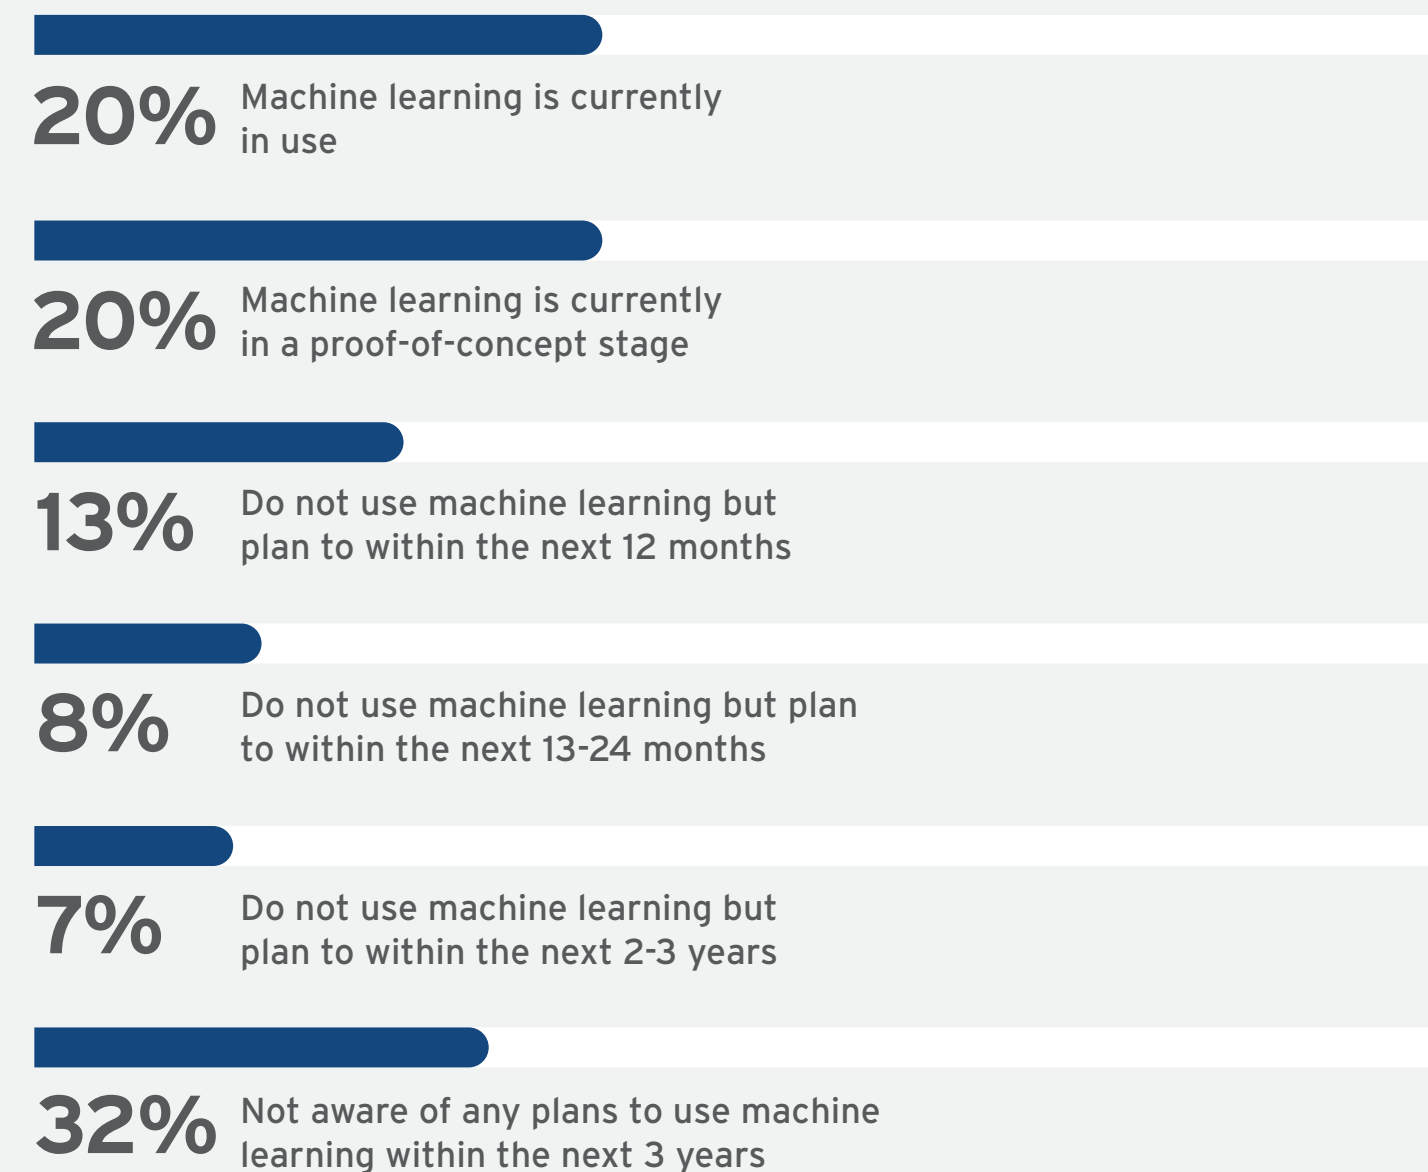 20% Machine learning is currently
in use
20% Machine learning is currently
in a proof-of-concept stage
13% Do not use machine learning but
plan to within the next 12 months
8% Do not use machine learning but plan
to within the next 13-24 months
7% Do not use machine learning but
plan to within the next 2-3 years
32% Not aware of any plans to use machine
learning within the next 3 years